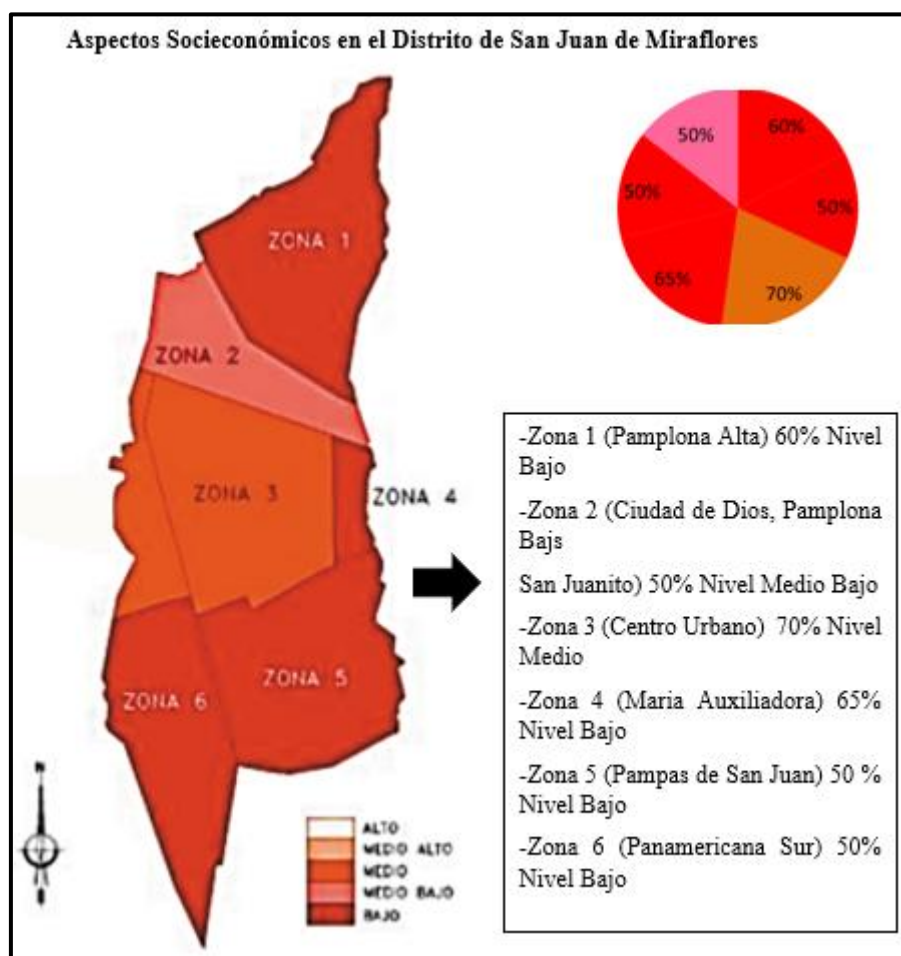 Aspectos Socieconómicos en el Distrito de San Juan de Miraflores
ZONA 1
ZONA 2
ZONA 3
ZONA 4
ZONA 5
ZONA 6
50%
60%
50%
50%
65%
70%
-Zona 1 (Pamplona Alta) 60% Nivel
Bajo
-Zona 2 (Ciudad de Dios, Pamplona
Bajs
San Juanito) 50% Nivel Medio Bajo
-Zona 3 (Centro Urbano) 70% Nivel
Medio
-Zona 4 (Maria Auxiliadora) 65%
Nivel Bajo
-Zona 5 (Pampas de San Juan) 50 %
Nivel Bajo
-Zona 6 (Panamericana Sur) 50%
Nivel Bajo
N
ALTO
MEDIO ALTO
MEDIO
MEDIO BAJO
BAJO